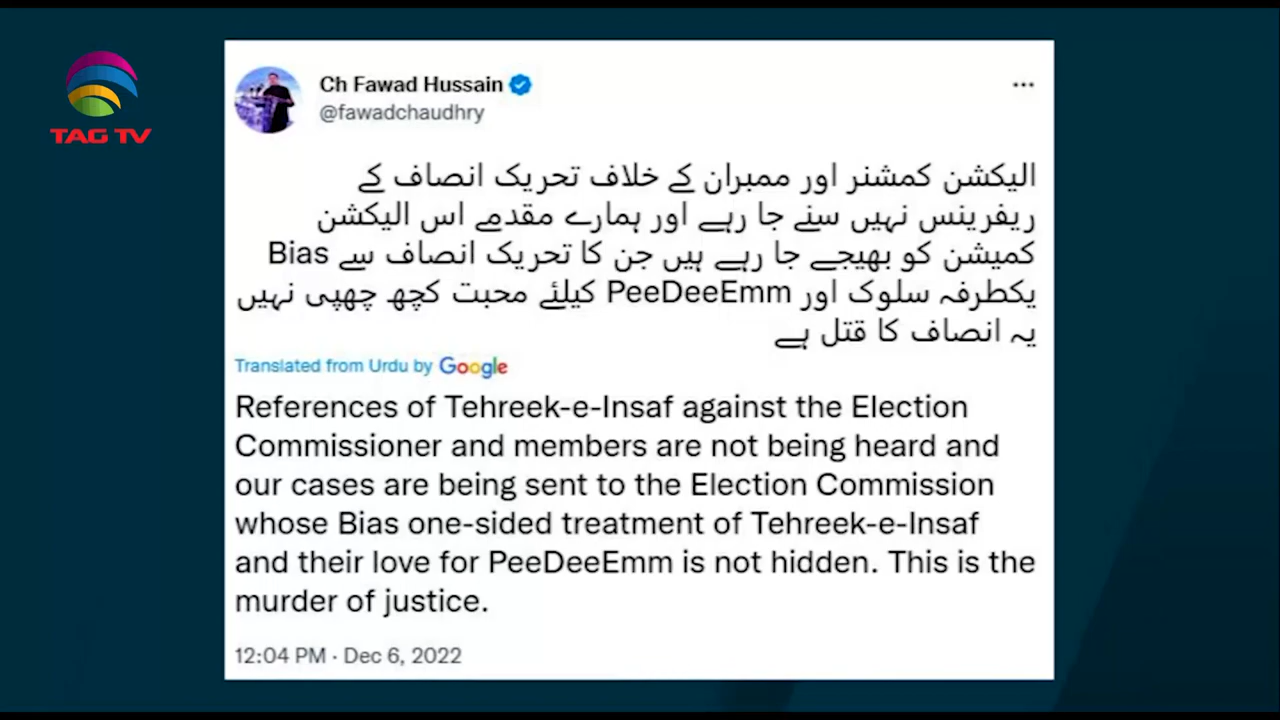 TAG TV
Ch Fawad Hussain
@fawadchaudhry
الیکشن کمشنر اور ممبران کے خلاف تحریک انصاف کے
ریفرینس نہیں سنے جا رہے اور ہمارے مقدمے اس الیکشن
کمیشن کو بھیجے جا رہے ہیں جن کا تحریک انصاف سے Bias
یکطرفہ سلوک اور PeeDeeEmm کیلئے محبت کچھ چھپی نہیں
یہ انصاف کا قتل ہے
Translated from Urdu by Google
References of Tehreek-e-Insaf against the Election
Commissioner and members are not being heard and
our cases are being sent to the Election Commission
whose Bias one-sided treatment of Tehreek-e-Insaf
and their love for PeeDeeEmm is not hidden. This is the
murder of justice.
12:04 PM · Dec 6, 2022